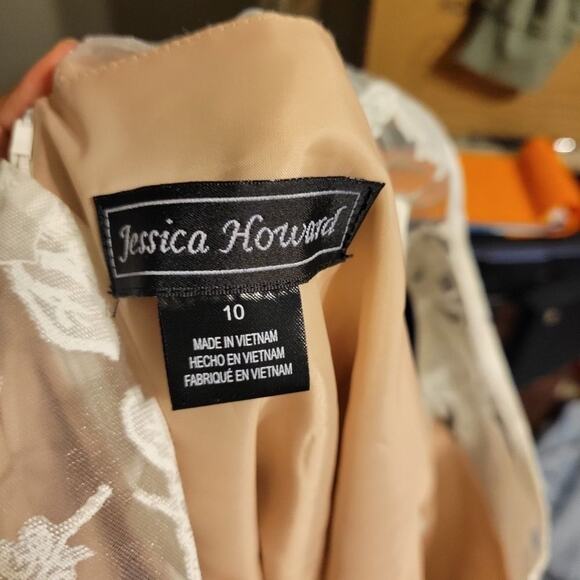 Jessica Howard
10
MADE IN VIETNAM
HECHO EN VIETNAM
FABRIQUÉ EN VIETNAM